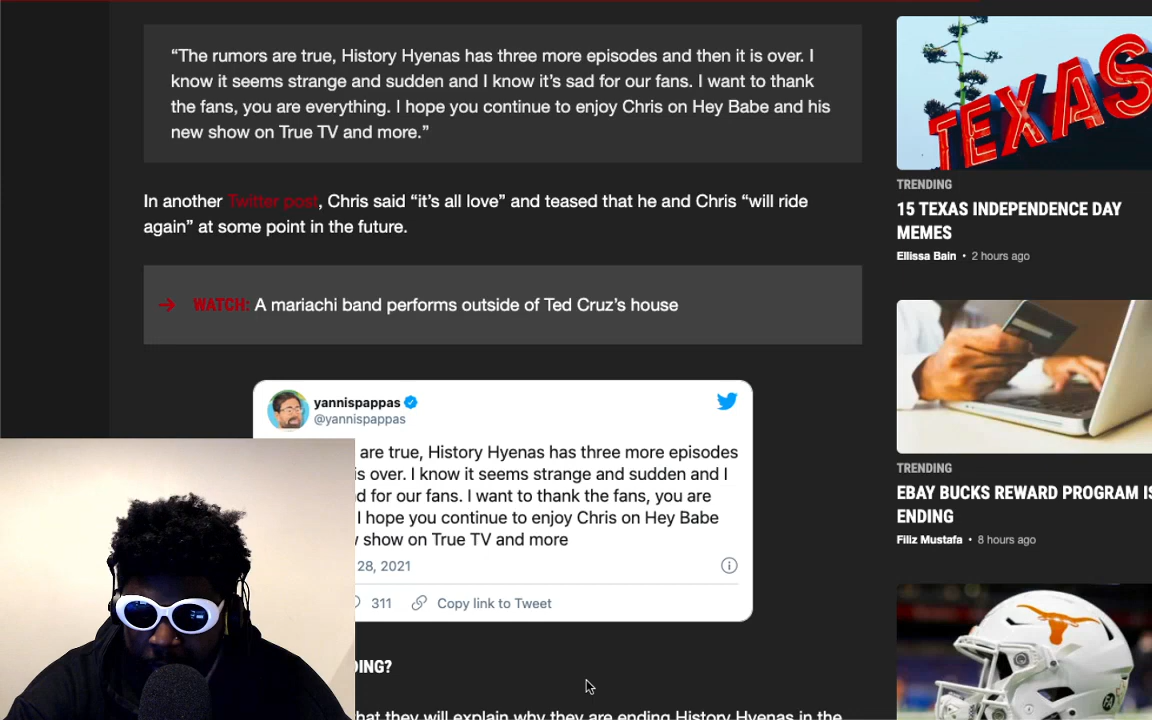 “The rumors are true, History Hyenas has three more episodes and then it is over. I
know it seems strange and sudden and I know it’s sad for our fans. I want to thank
the fans, you are everything. I hope you continue to enjoy Chris on Hey Babe and his
new show on True TV and more.”
In another Twitter post, Chris said “it’s all love” and teased that he and Chris “will ride
again” at some point in the future.
→ WATCH: A mariachi band performs outside of Ted Cruz’s house
yannispappas
@yannispappas
are true, History Hyenas has three more episodes
is over. I know it seems strange and sudden and I
d for our fans. I want to thank the fans, you are
I hope you continue to enjoy Chris on Hey Babe
show on True TV and more
28, 2021
311 Copy link to Tweet
DING?
hat they will explain why they are ending History Hyenas in the
TEXAS
TRENDING
15 TEXAS INDEPENDENCE DAY
MEMES
Ellissa Bain • 2 hours ago
TRENDING
EBAY BUCKS REWARD PROGRAM IS
ENDING
Filiz Mustafa • 8 hours ago